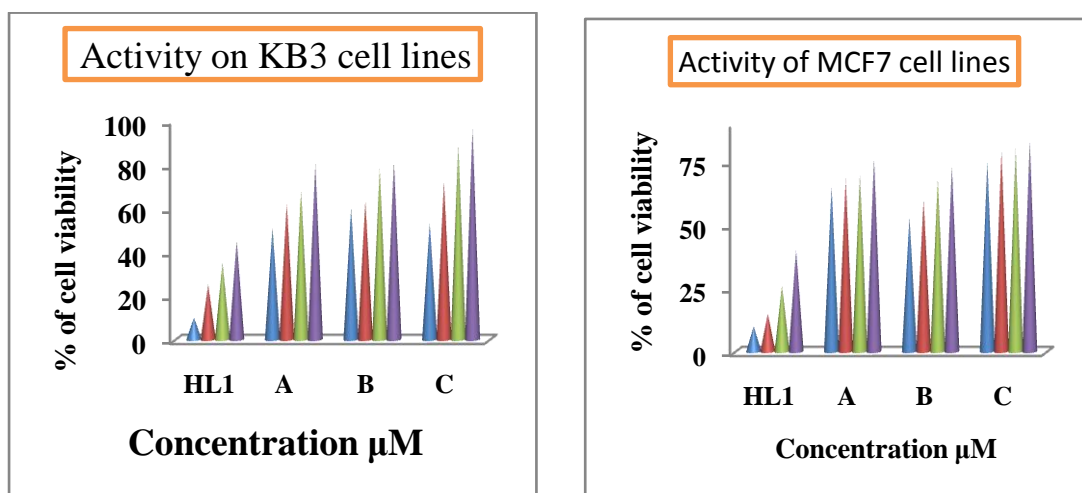 Activity on KB3 cell lines
% of cell viability
100
80
60
40
20
0
HL1 A B C
Concentration µM
Activity of MCF7 cell lines
% of cell viability
75
50
25
0
HL1 A B C
Concentration µM